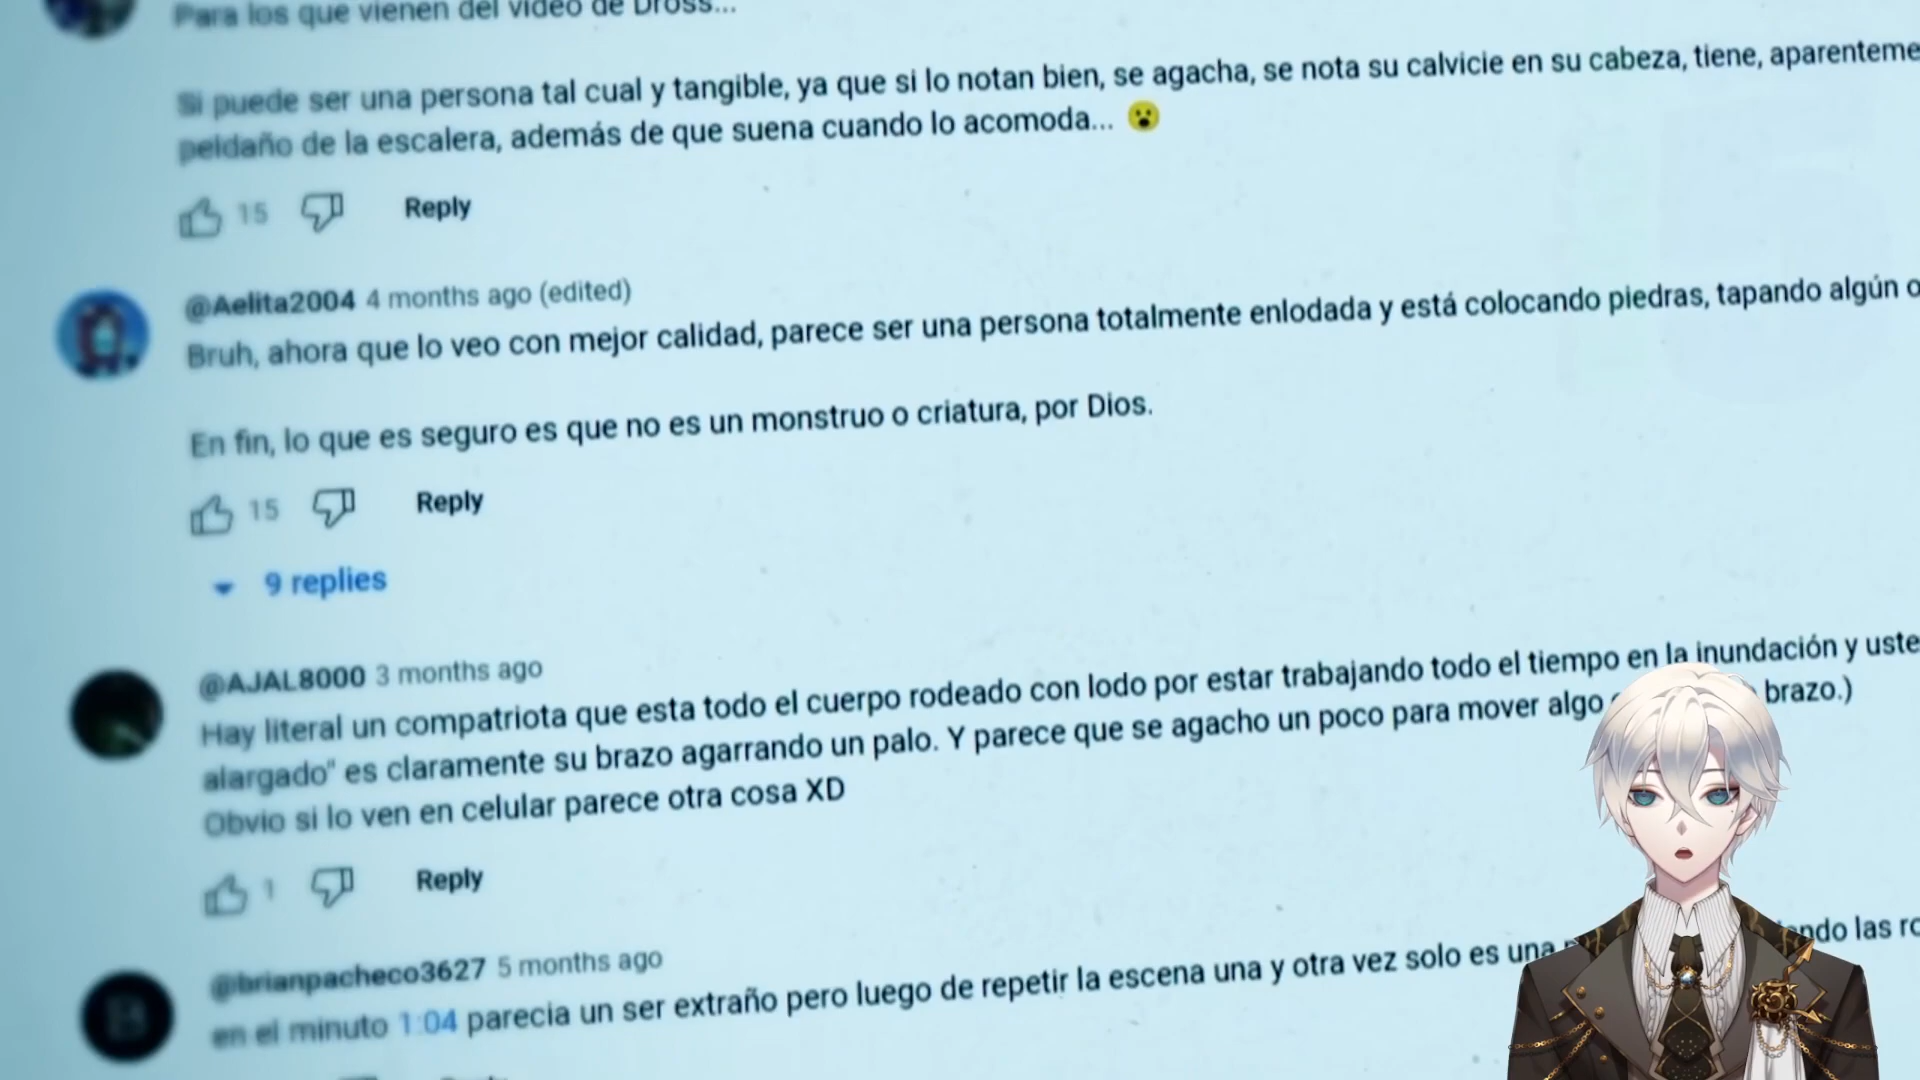 Para los que vienen del video de Dross...
Si puede ser una persona tal cual y tangible, ya que si lo notan bien, se agacha, se nota su calvicie en su cabeza, tiene, aparenteme
peldaño de la escalera, además de que suena cuando lo acomoda... 😮
15 Reply
@Aelita2004 4 months ago (edited)
Bruh, ahora que lo veo con mejor calidad, parece ser una persona totalmente enlodada y está colocando piedras, tapando algún o
En fin, lo que es seguro es que no es un monstruo o criatura, por Dios.
15 Reply
9 replies
@AJAL8000 3 months ago
Hay literal un compatriota que esta todo el cuerpo rodeado con lodo por estar trabajando todo el tiempo en la inundación y uste
alargado" es claramente su brazo agarrando un palo. Y parece que se agacho un poco para mover algo brazo.)
Obvio si lo ven en celular parece otra cosa XD
1 Reply
@brianpacheco3627 5 months ago
en el minuto 1:04 parecia un ser extraño pero luego de repetir la escena una y otra vez solo es una ndo las ro